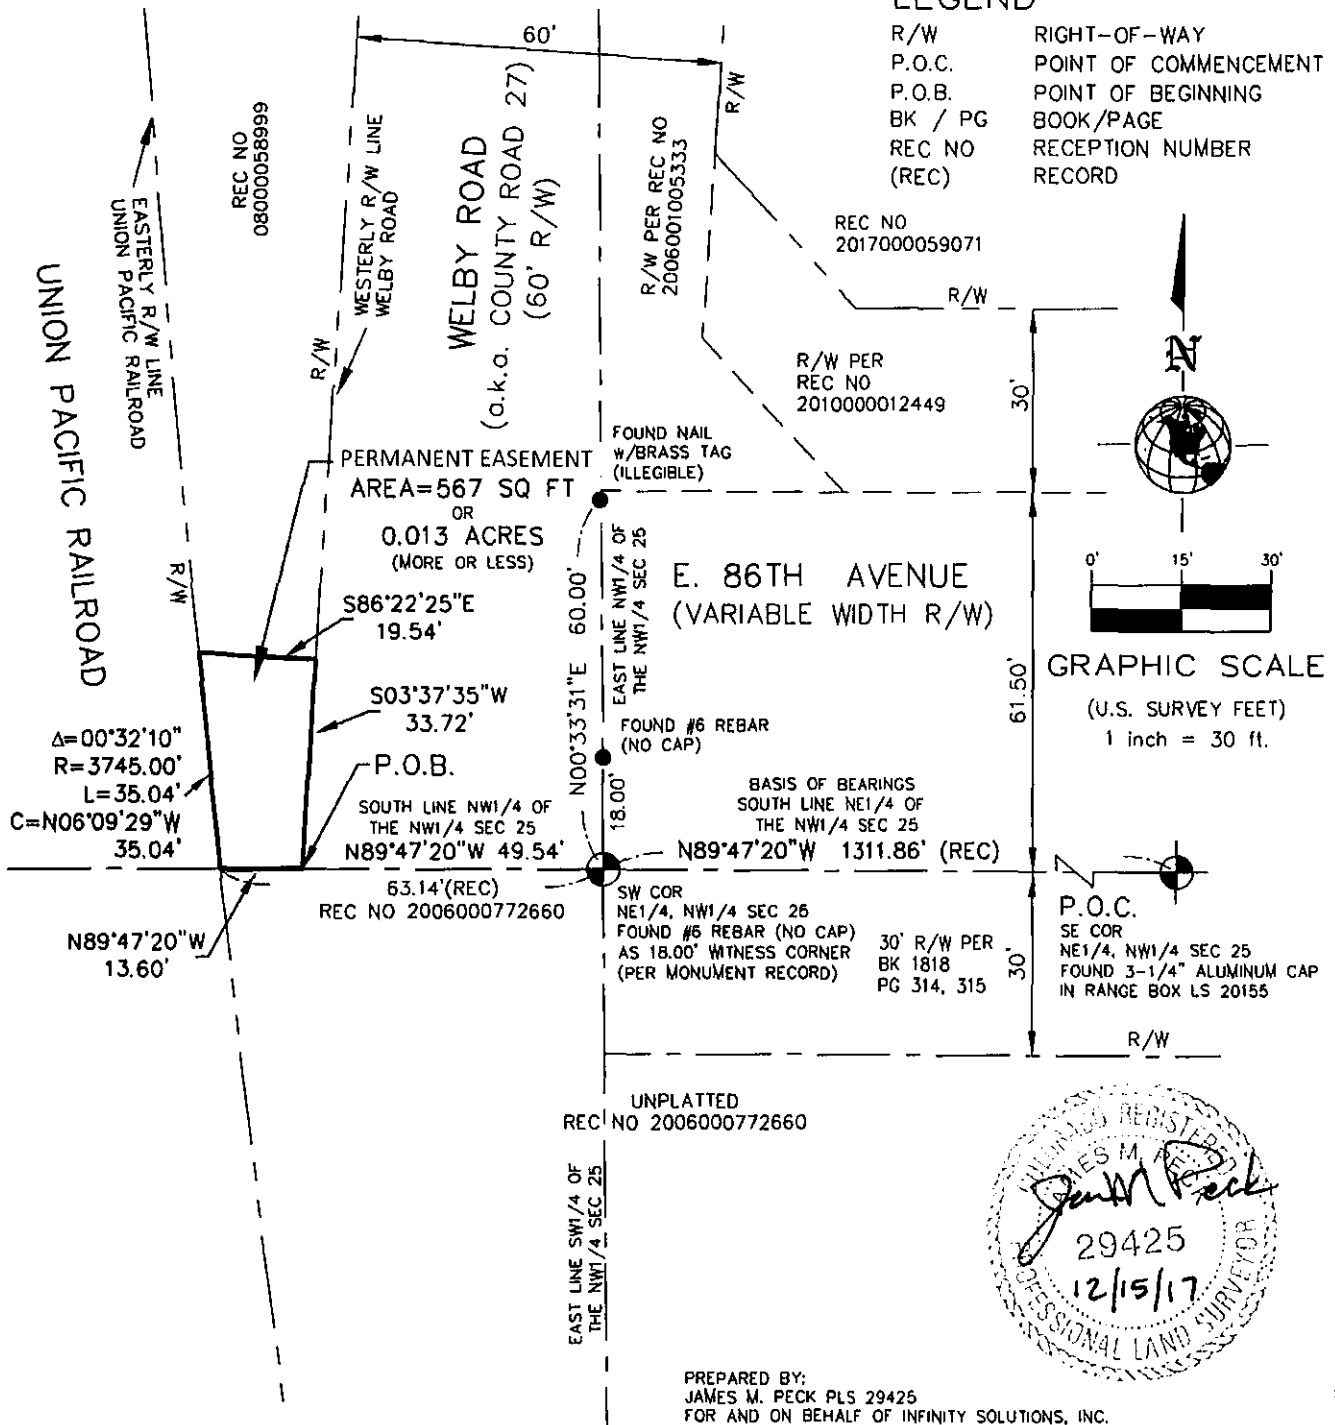 LEGEND
R/W RIGHT-OF-WAY
P.O.C. POINT OF COMMENCEMENT
P.O.B. POINT OF BEGINNING
BK / PG BOOK/PAGE
REC NO RECEPTION NUMBER
(REC) RECORD
60'
R/W
REC NO
0800005899​9
EASTERLY R/W LINE
UNION PACIFIC RAILROAD
WESTERLY R/W LINE
WELBY ROAD
R/W
WELBY ROAD
(a.k.a. COUNTY ROAD 27)
(60' R/W)
R/W PER REC NO
2006001005333
REC NO
2017000059071
R/W
R/W PER
REC NO
2010000012449
30'
N
UNION PACIFIC RAILROAD
R/W
PERMANENT EASEMENT
AREA=567 SQ FT
OR
0.013 ACRES
(MORE OR LESS)
FOUND NAIL
W/BRASS TAG
(ILLEGIBLE)
N00°33'31"E 60.00'
EAST LINE NW1/4 OF
THE NW1/4 SEC 25
E. 86TH AVENUE
(VARIABLE WIDTH R/W)
61.50'
0' 15' 30'
GRAPHIC SCALE
(U.S. SURVEY FEET)
1 inch = 30 ft.
S86°22'25"E
19.54'
S03°37'35"W
33.72'
FOUND #6 REBAR
(NO CAP)
18.00'
Δ=00°32'10"
R=3745.00'
L=35.04'
C=N06°09'29"W
35.04'
P.O.B.
SOUTH LINE NW1/4 OF
THE NW1/4 SEC 25
N89°47'20"W 49.54'
63.14'(REC)
REC NO 2006000772660
BASIS OF BEARINGS
SOUTH LINE NE1/4 OF
THE NW1/4 SEC 25
N89°47'20"W 1311.86' (REC)
N89°47'20"W
13.60'
SW COR
NE1/4, NW1/4 SEC 25
FOUND #6 REBAR (NO CAP)
AS 18.00' WITNESS CORNER
(PER MONUMENT RECORD)
30' R/W PER
BK 1818
PG 314, 315
30'
P.O.C.
SE COR
NE1/4, NW1/4 SEC 25
FOUND 3-1/4" ALUMINUM CAP
IN RANGE BOX LS 20155
R/W
UNPLATTED
REC NO 2006000772660
EAST LINE SW1/4 OF
THE NW1/4 SEC 25
COLORADO REGISTERED
JAMES M. PECK
James M Peck
29425
12/15/17
PROFESSIONAL LAND SURVEYOR
PREPARED BY:
JAMES M. PECK PLS 29425
FOR AND ON BEHALF OF INFINITY SOLUTIONS, INC.